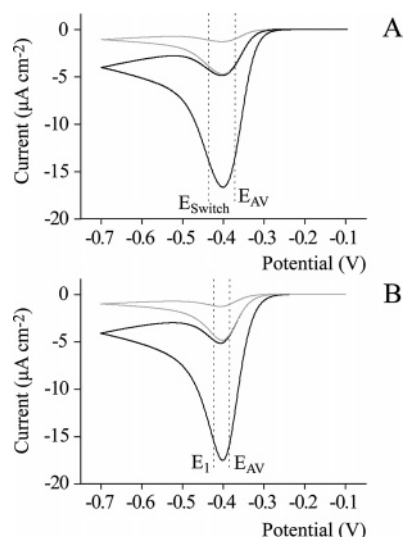 A
0
-5
-10
-15
-20
Current (μA cm-2)
ESwitch
EAV
-0.7 -0.6 -0.5 -0.4 -0.3 -0.2 -0.1
Potential (V)
B
0
-5
-10
-15
-20
Current (μA cm-2)
E1
EAV
-0.7 -0.6 -0.5 -0.4 -0.3 -0.2 -0.1
Potential (V)